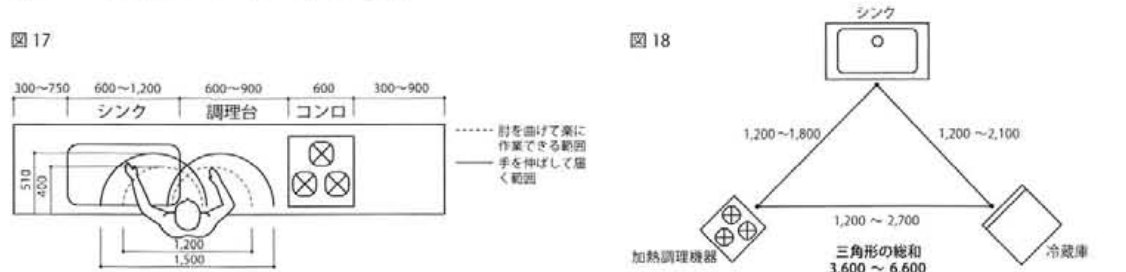 図17
300〜750 600〜1,200 600〜900 600 300〜900
シンク 調理台 コンロ
肘を曲げて楽に
作業できる範囲
手を伸ばして届
く範囲
510
400
1,200
1,500
図18
シンク
1,200〜1,800
1,200〜2,100
1,200〜2,700
加熱調理機器
冷蔵庫
三角形の総和
3,600〜6,600